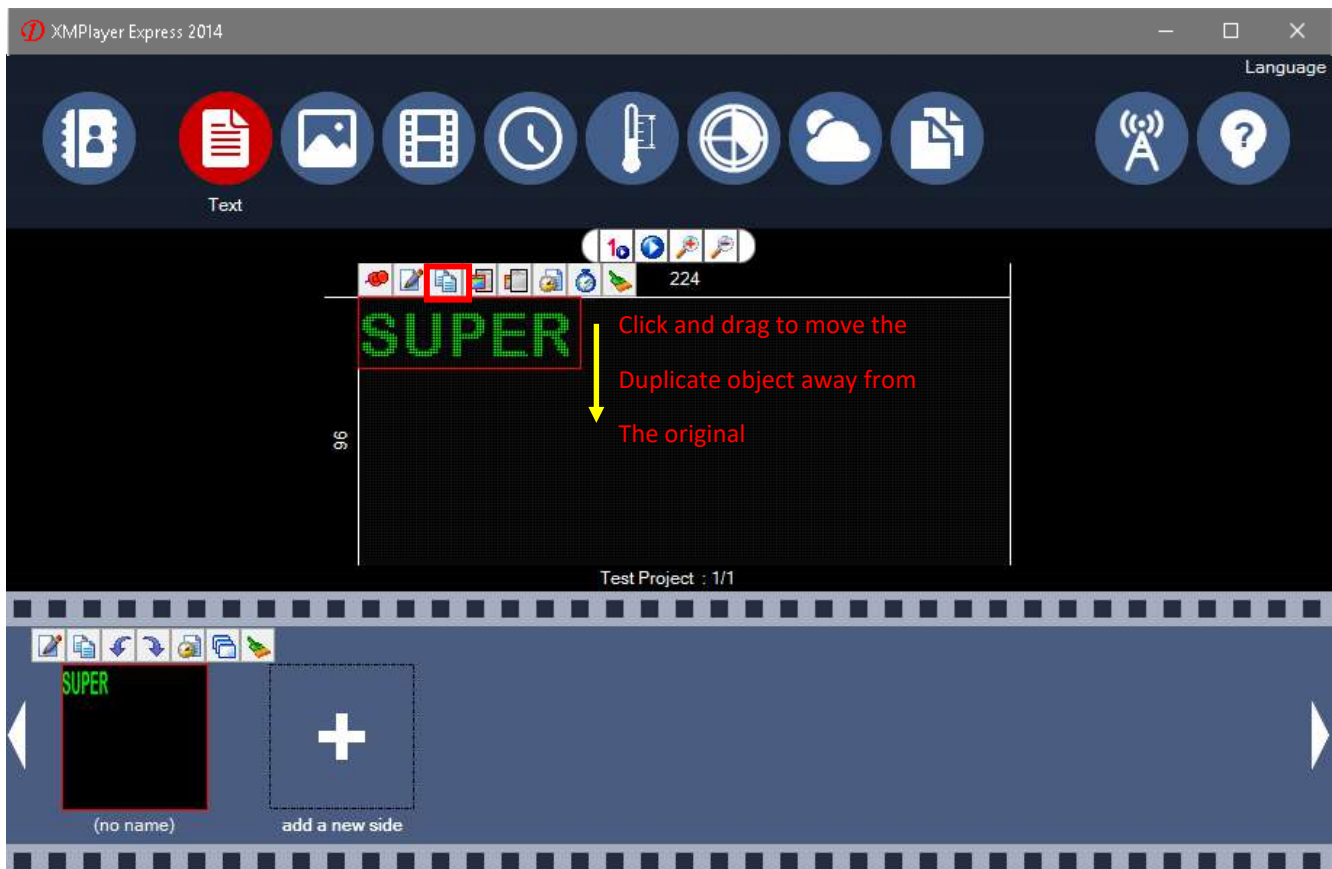 XMPlayer Express 2014
Language
Text
1
224
SUPER
Click and drag to move the
Duplicate object away from
The original
96
Test Project : 1/1
SUPER
(no name)
add a new side